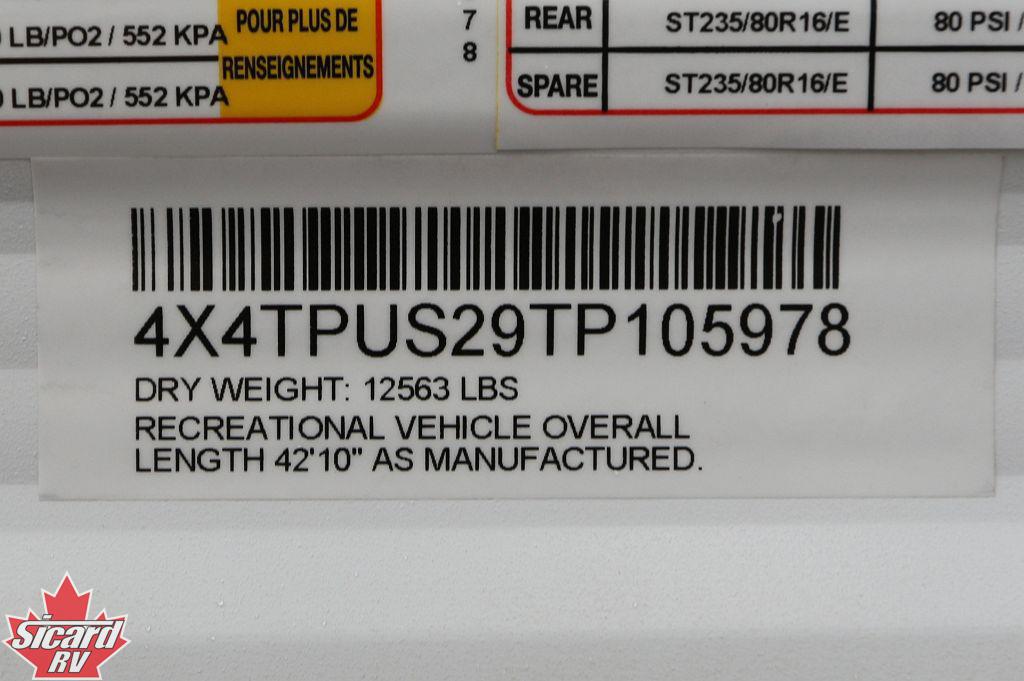 LB/PO2 / 552 KPA
POUR PLUS DE
RENSEIGNEMENTS
LB/PO2 / 552 KPA
7
8
REAR ST235/80R16/E 80 PSI /
SPARE ST235/80R16/E 80 PSI /
4X4TPUS29TP105978
DRY WEIGHT: 12563 LBS
RECREATIONAL VEHICLE OVERALL
LENGTH 42'10" AS MANUFACTURED.
Sicard
RV